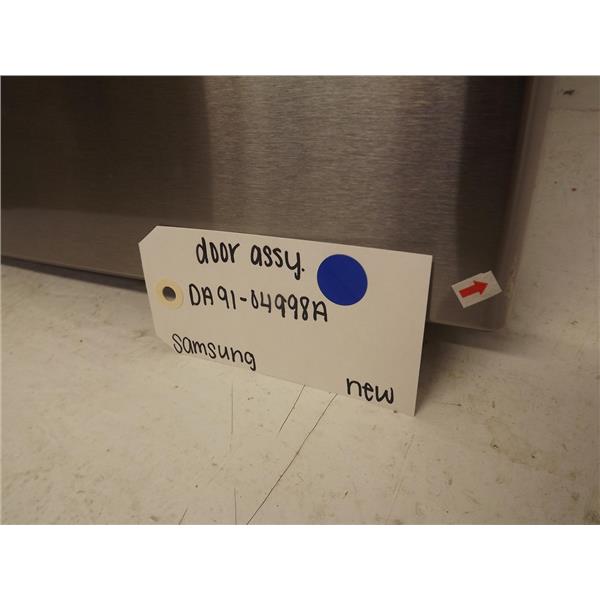 door assy.
DA91-04998A
Samsung
new